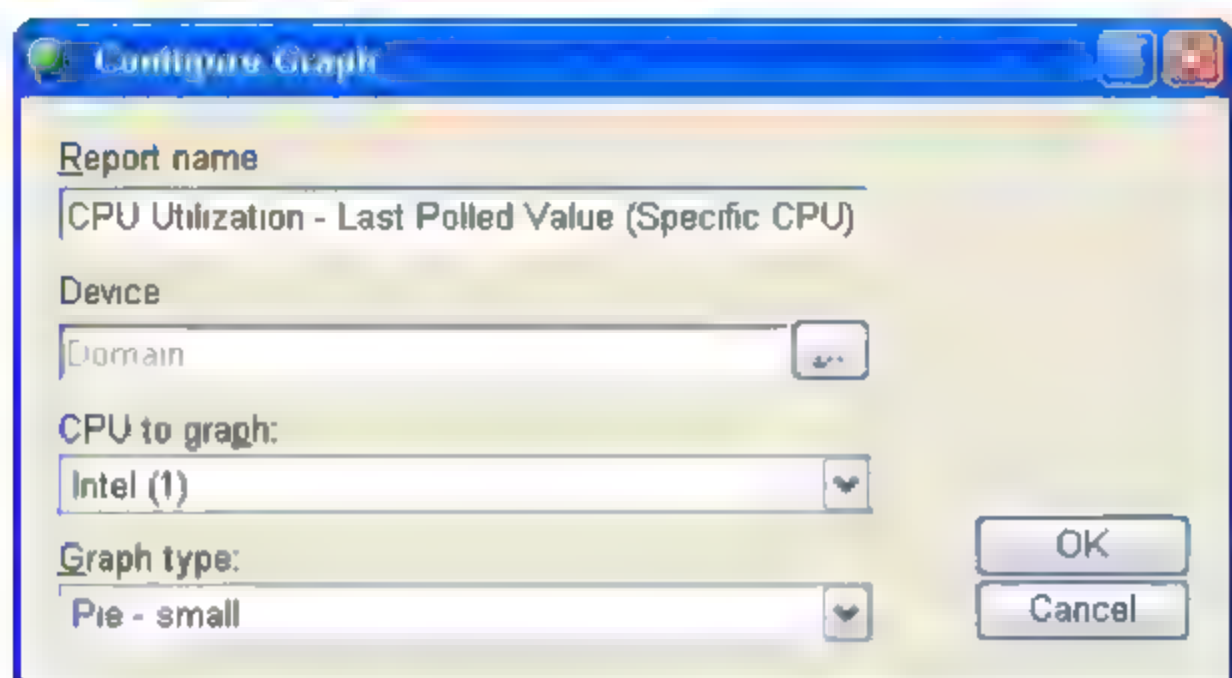 Configure Graph
Report name
CPU Utilization - Last Polled Value (Specific CPU)
Device
Domain
...
CPU to graph:
Intel (1)
Graph type:
Pie - small
OK
Cancel